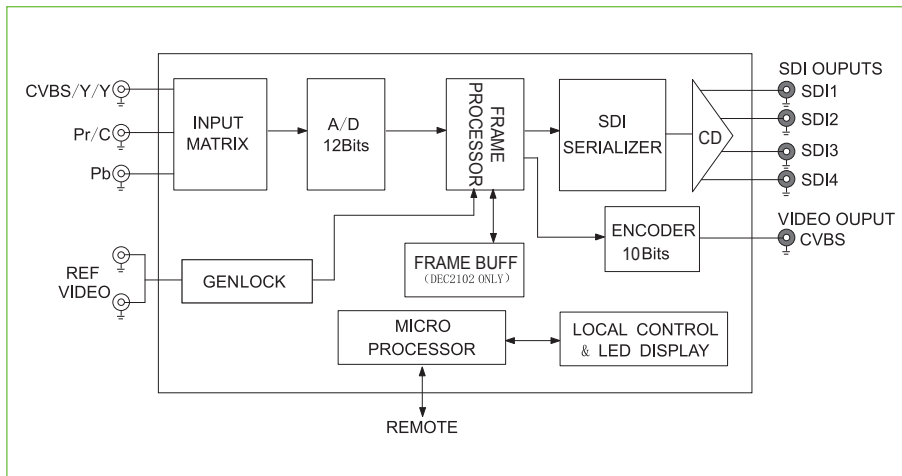 CVBS/Y/Y
Pr/C
Pb
REF
VIDEO
INPUT
MATRIX
A/D
12Bits
FRAME
PROCESSOR
SDI
SERIALIZER
CD
SDI OUPUTS
SDI1
SDI2
SDI3
SDI4
VIDEO OUPUT
CVBS
ENCODER
10Bits
GENLOCK
FRAME BUFF
(DEC2102 ONLY)
MICRO
PROCESSOR
LOCAL CONTROL
& LED DISPLAY
REMOTE